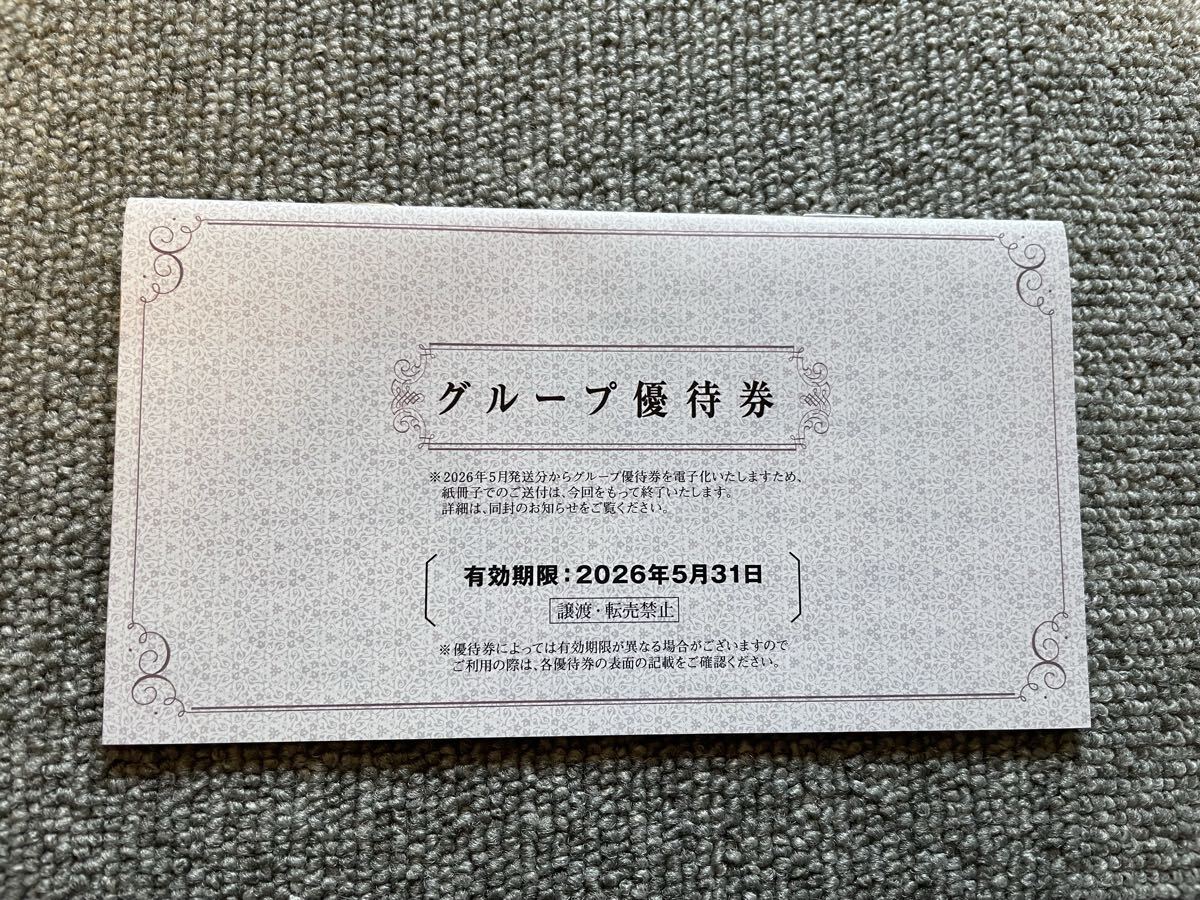 グループ優待券
※2026年5月発送分からグループ優待券を電子化いたしますため、
紙冊子でのご送付は、今回をもって終了いたします。
詳細は、同封のお知らせをご覧ください。
有効期限：2026年5月31日
譲渡・転売禁止
※優待券によっては有効期限が異なる場合がございますので
ご利用の際は、各優待券の表面の記載をご確認ください。